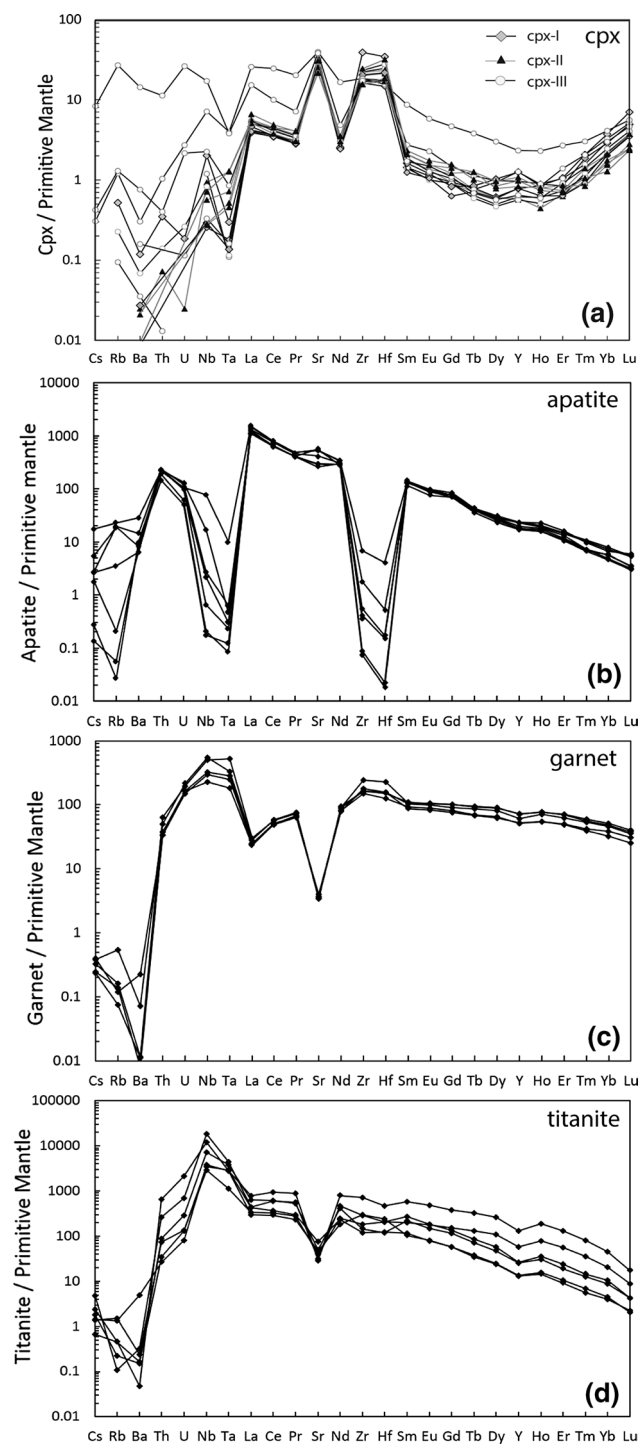 cpx
cpx-I
cpx-II
cpx-III
Cpx / Primitive Mantle
100
10
1
0.1
0.01
(a)
Cs Rb Ba Th U Nb Ta La Ce Pr Sr Nd Zr Hf Sm Eu Gd Tb Dy Y Ho Er Tm Yb Lu
apatite
Apatite / Primitive mantle
10000
1000
100
10
1
0.1
0.01
(b)
Cs Rb Ba Th U Nb Ta La Ce Pr Sr Nd Zr Hf Sm Eu Gd Tb Dy Y Ho Er Tm Yb Lu
garnet
Garnet / Primitive Mantle
1000
100
10
1
0.1
0.01
(c)
Cs Rb Ba Th U Nb Ta La Ce Pr Sr Nd Zr Hf Sm Eu Gd Tb Dy Y Ho Er Tm Yb Lu
titanite
Titanite / Primitive Mantle
100000
10000
1000
100
10
1
0.1
0.01
(d)
Cs Rb Ba Th U Nb Ta La Ce Pr Sr Nd Zr Hf Sm Eu Gd Tb Dy Y Ho Er Tm Yb Lu